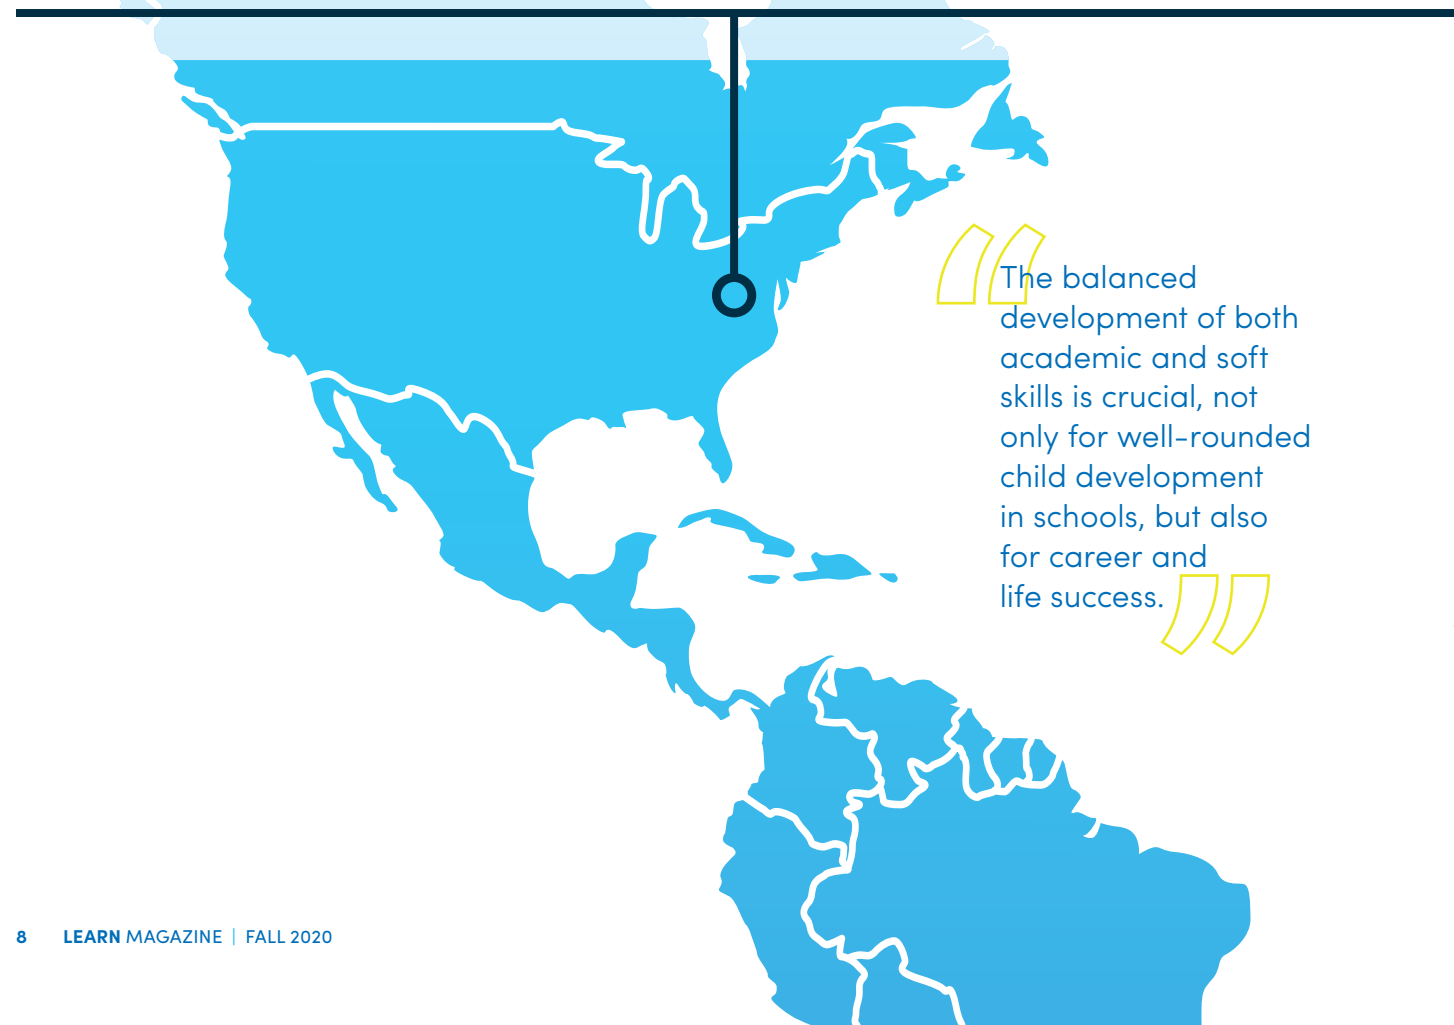 The balanced
development of both
academic and soft
skills is crucial, not
only for well-rounded
child development
in schools, but also
for career and
life success.
8 LEARN MAGAZINE | FALL 2020